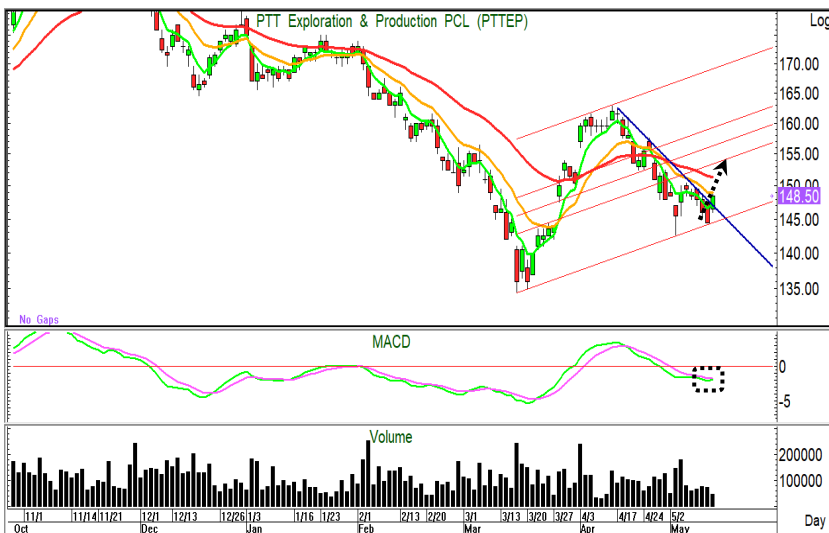 PTT Exploration & Production PCL (PTTEP)
Log
170.00
165.00
160.00
155.00
150.00
148.50
145.00
140.00
135.00
No Gaps
MACD
0
-5
Volume
200000
100000
11/1 11/14 11/21 12/1 12/13 12/26 1/3 1/16 1/23 2/1 2/13 2/20 3/1 3/13 3/20 3/27 4/3 4/17 4/24 5/2
Oct Dec Jan Feb Mar Apr May
Day